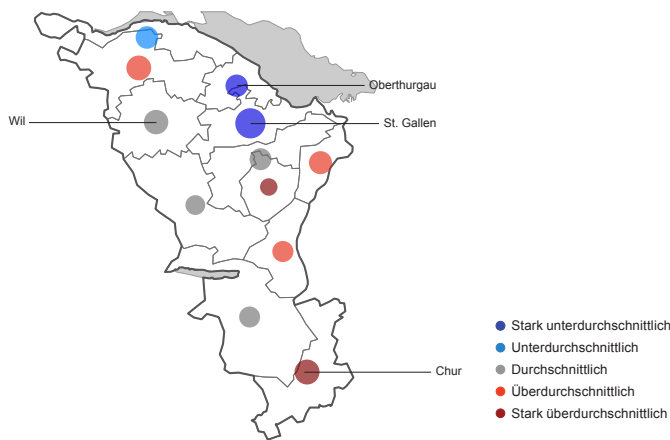 Oberthurgau
Wil
St. Gallen
Chur
Stark unterdurchschnittlich
Unterdurchschnittlich
Durchschnittlich
Überdurchschnittlich
Stark überdurchschnittlich